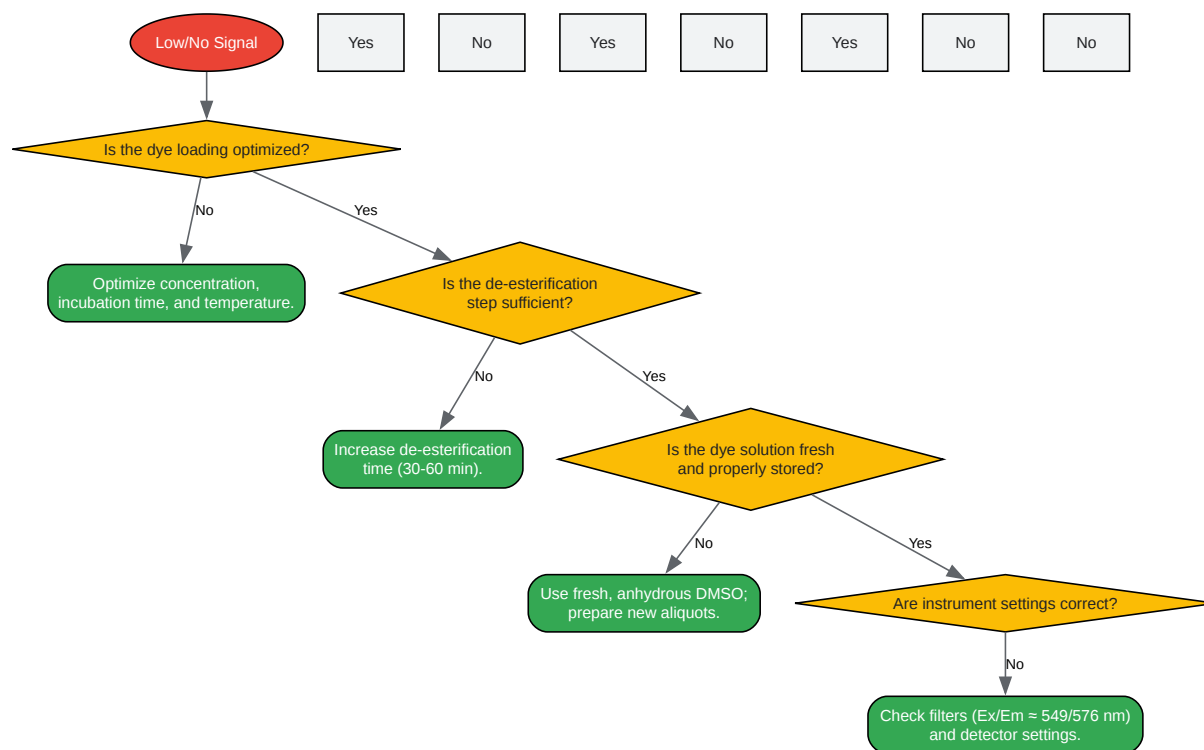 Low/No Signal
Yes
No
Yes
No
Yes
No
No
Is the dye loading optimized?
No
Yes
Optimize concentration,
incubation time, and temperature.
Is the de-esterification
step sufficient?
No
Yes
Increase de-esterification
time (30-60 min).
Is the dye solution fresh
and properly stored?
No
Yes
Use fresh, anhydrous DMSO;
prepare new aliquots.
Are instrument settings correct?
No
Check filters (Ex/Em ≈ 549/576 nm)
and detector settings.